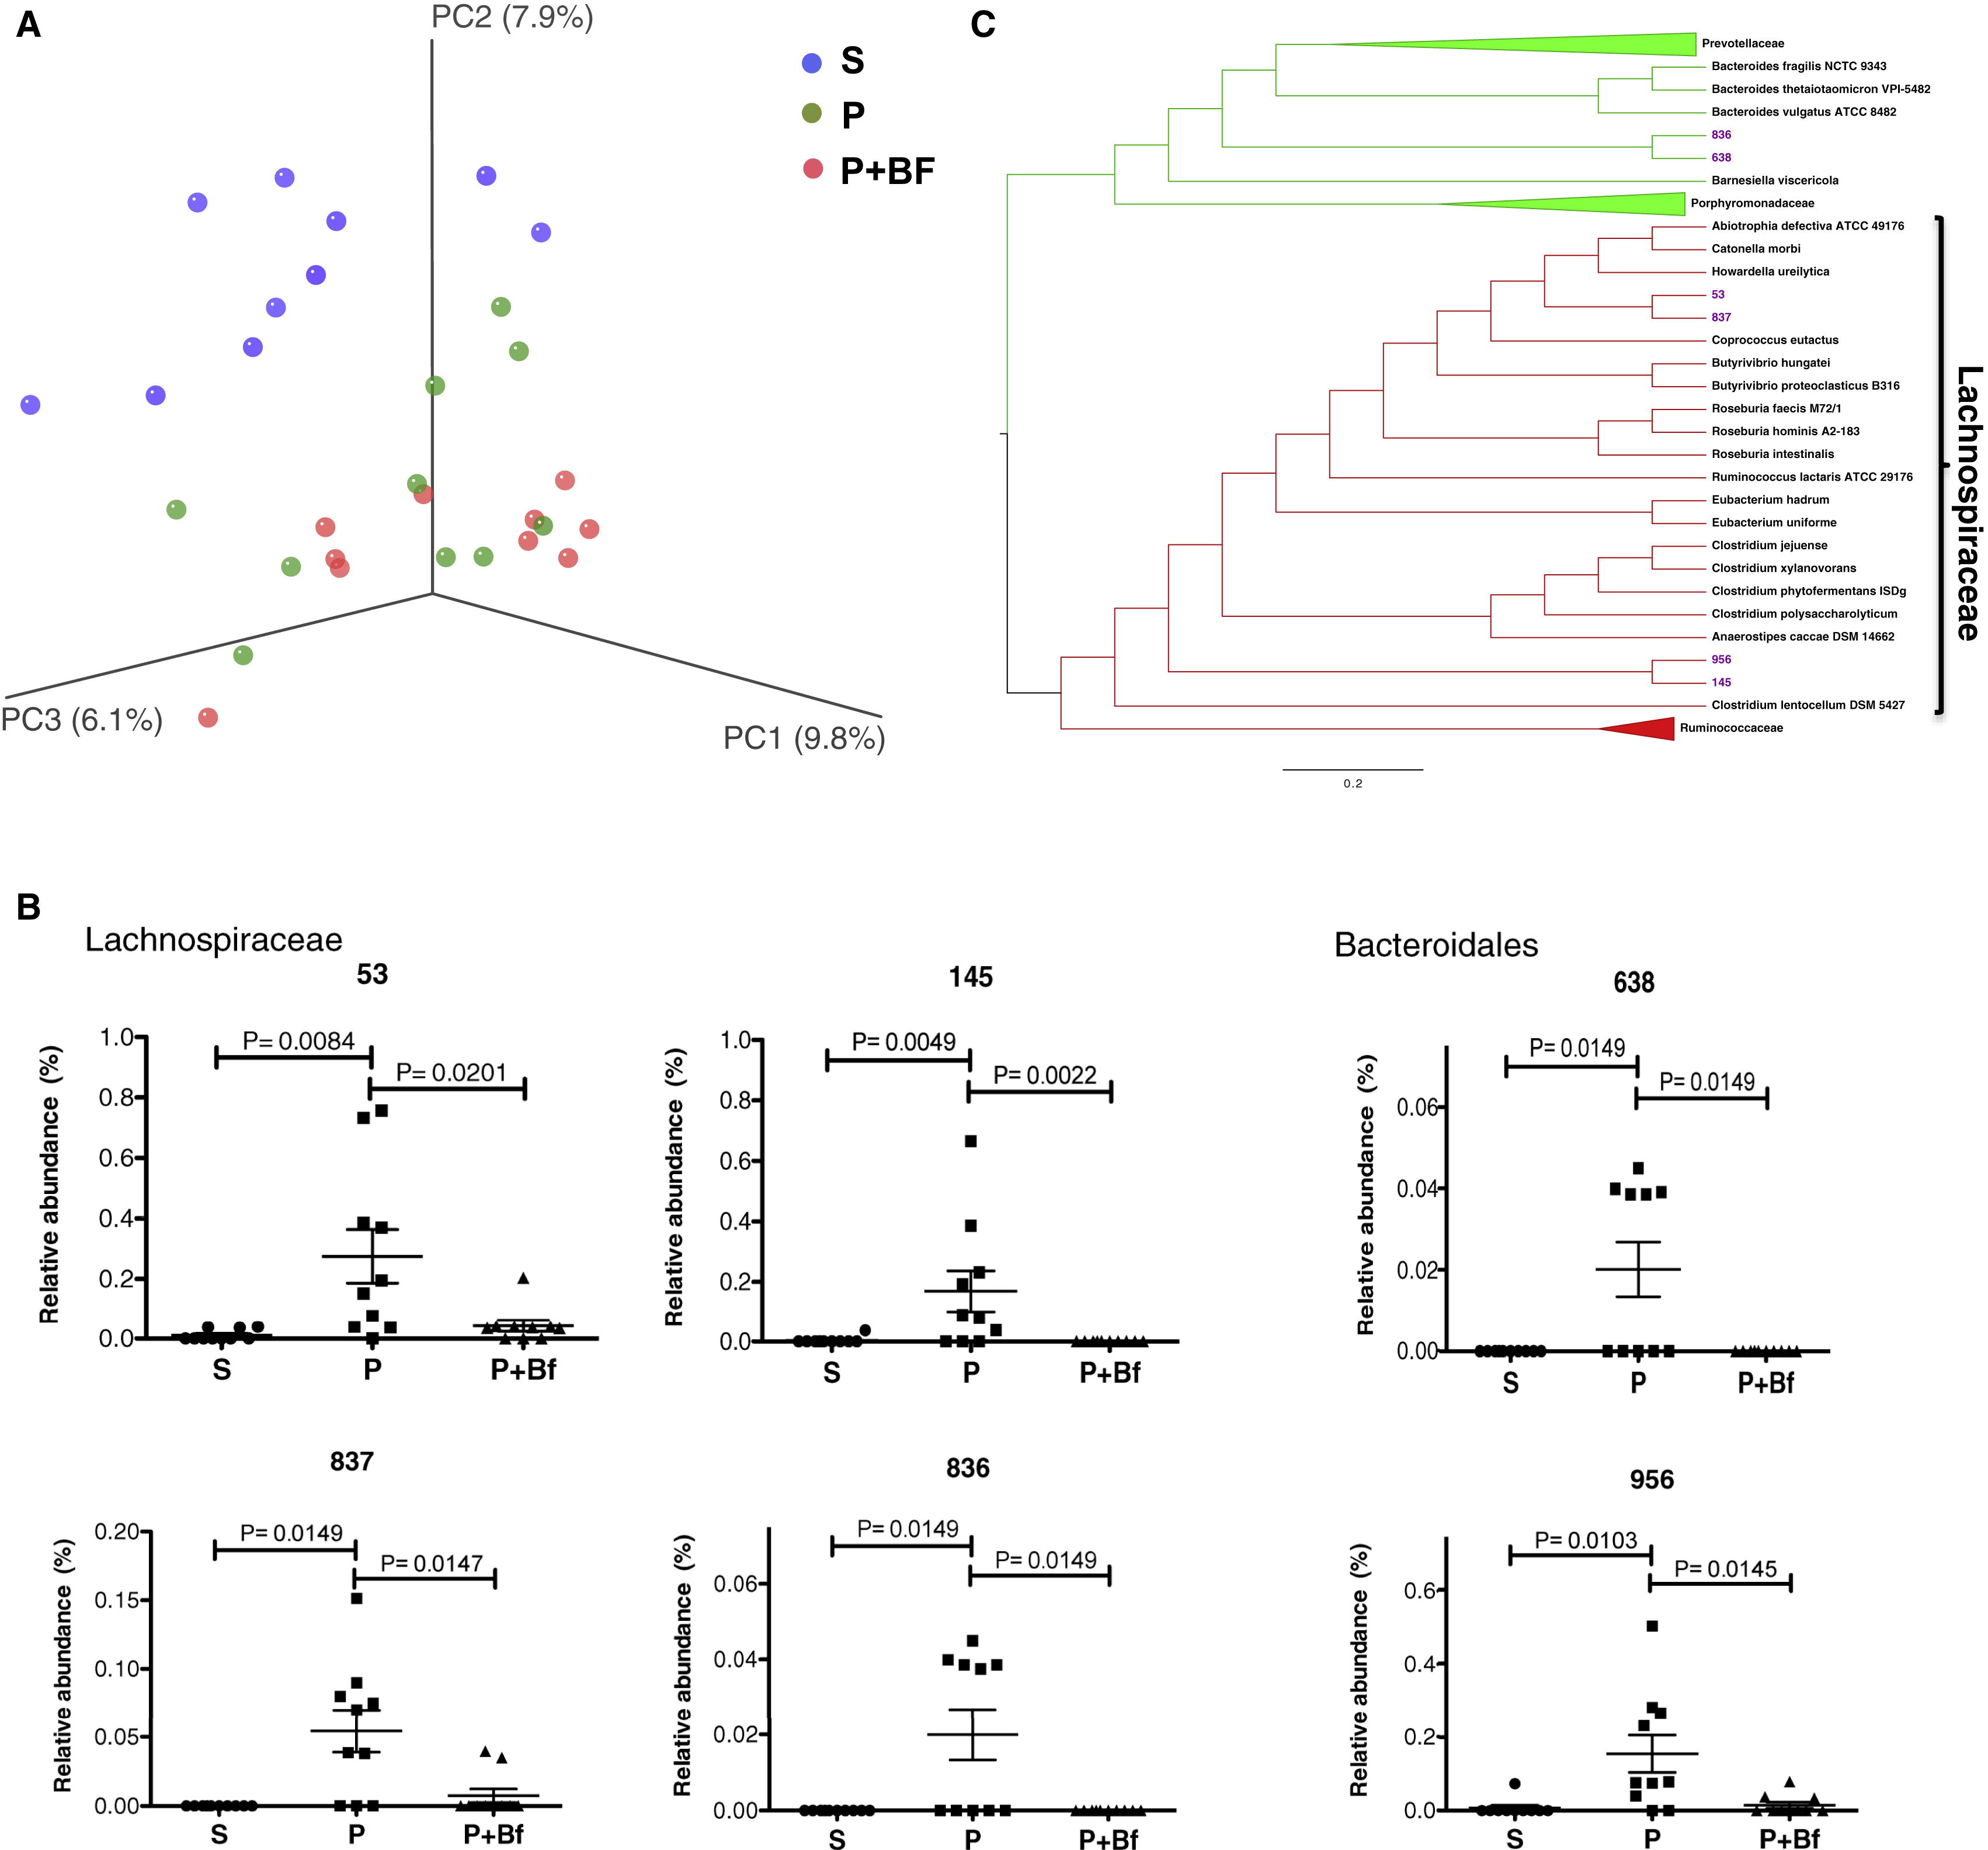 A
PC2 (7.9%)
S
P
P+BF
PC3 (6.1%)
PC1 (9.8%)
C
Prevotellaceae
Bacteroides fragilis NCTC 9343
Bacteroides thetaiotaomicron VPI-5482
Bacteroides vulgatus ATCC 8482
836
638
Barnesiella viscericola
Porphyromonadaceae
Abiotrophia defectiva ATCC 49176
Catonella morbi
Howardella ureilytica
53
837
Coprococcus eutactus
Butyrivibrio hungatei
Butyrivibrio proteoclasticus B316
Roseburia faecis M72/1
Roseburia hominis A2-183
Roseburia intestinalis
Ruminococcus lactaris ATCC 29176
Eubacterium hadrum
Eubacterium uniforme
Clostridium jejuense
Clostridium xylanovorans
Clostridium phytofermentans ISDg
Clostridium polysaccharolyticum
Anaerostipes caccae DSM 14662
956
145
Clostridium lentocellum DSM 5427
Ruminococcaceae
Lachnospiraceae
0.2
B
Lachnospiraceae
53
Relative abundance (%)
1.0
0.8
0.6
0.4
0.2
0.0
P= 0.0084
P= 0.0201
S P P+Bf
145
Relative abundance (%)
1.0
0.8
0.6
0.4
0.2
0.0
P= 0.0049
P= 0.0022
S P P+Bf
Bacteroidales
638
Relative abundance (%)
0.06
0.04
0.02
0.00
P= 0.0149
P= 0.0149
S P P+Bf
837
Relative abundance (%)
0.20
0.15
0.10
0.05
0.00
P= 0.0149
P= 0.0147
S P P+Bf
836
Relative abundance (%)
0.06
0.04
0.02
0.00
P= 0.0149
P= 0.0149
S P P+Bf
956
Relative abundance (%)
0.6
0.4
0.2
0.0
P= 0.0103
P= 0.0145
S P P+Bf